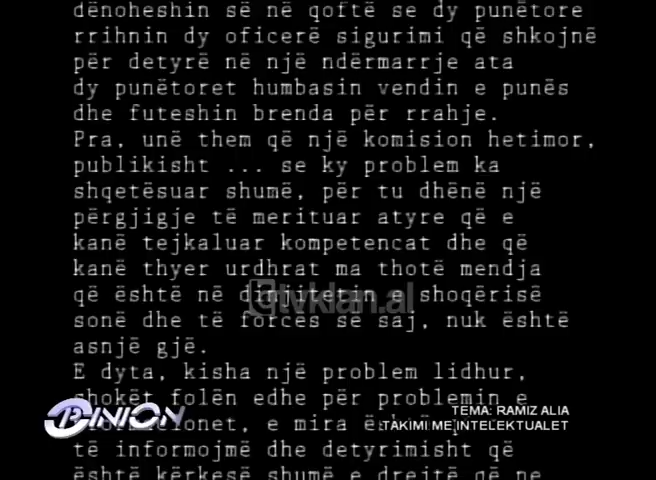 dënoheshin së në qoftë se dy punëtore
rrihnin dy oficerë sigurimi që shkojnë
për detyrë në një ndërmarrje ata
dy punëtoret humbasin vendin e punës
dhe futeshin brenda për rrahje.
Pra, unë them që një komision hetimor,
publikisht ... se ky problem ka
shqetësuar shumë, për tu dhënë një
përgjigje të merituar atyre që e
kanë tejkaluar kompetencat dhe që
kanë thyer urdhrat ma thotë mendja
që është në dinjitetin e shoqërisë
tvklan.al
sonë dhe të forcës së saj, nuk është
asnjë gjë.
E dyta, kisha një problem lidhur,
shokët folën edhe për problemin e
OPINION
TEMA: RAMIZ ALIA
e mira
TAKIMI ME INTELEKTUALET
të informojmë dhe detyrimisht që
është kërkesë shumë e drejtë që ne